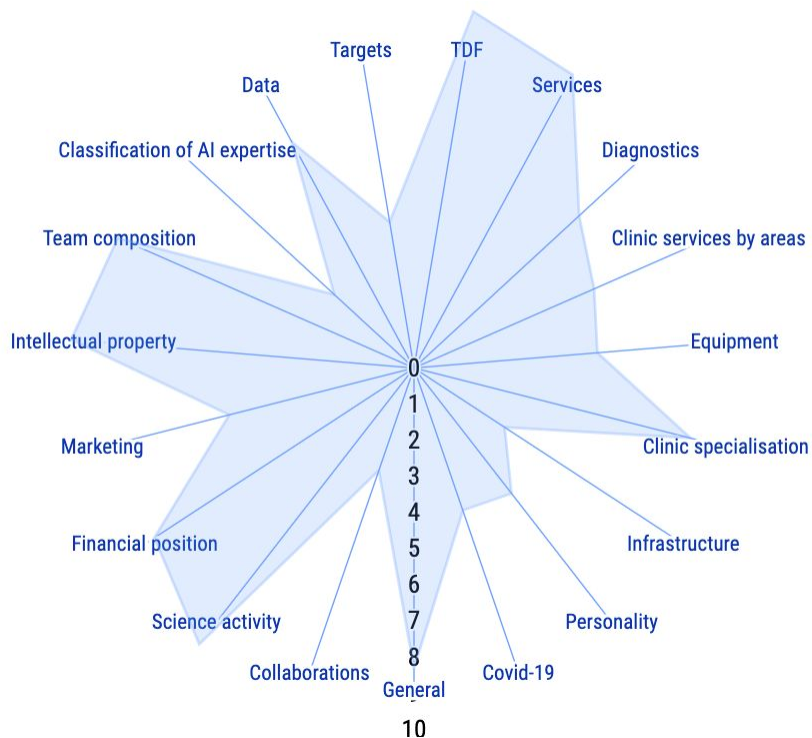 Targets
TDF
Data
Services
Classification of AI expertise
Diagnostics
Team composition
Clinic services by areas
Intellectual property
Equipment
0
1
2
3
4
5
6
7
8
10
Marketing
Clinic specialisation
Financial position
Infrastructure
Science activity
Personality
Collaborations
Covid-19
General